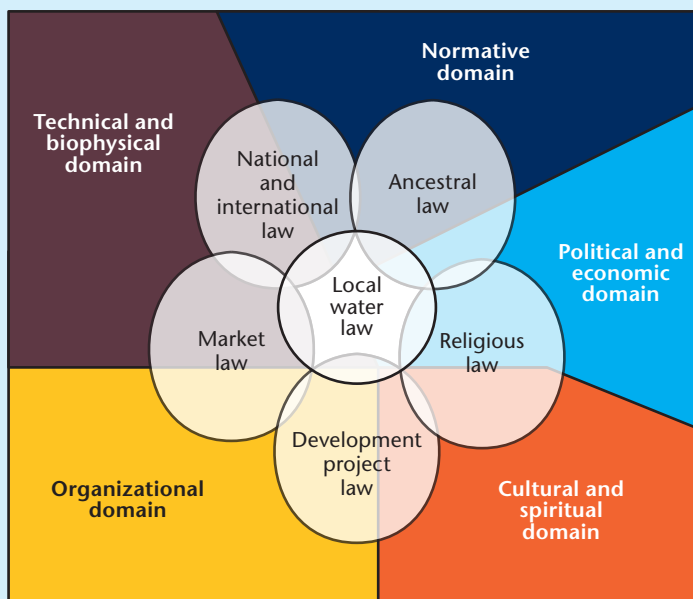 Normative
domain
Technical and
biophysical
domain
National
and
international
law
Ancestral
law
Political and
economic
domain
Local
water
law
Market
law
Religious
law
Development
project
law
Organizational
domain
Cultural and
spiritual
domain